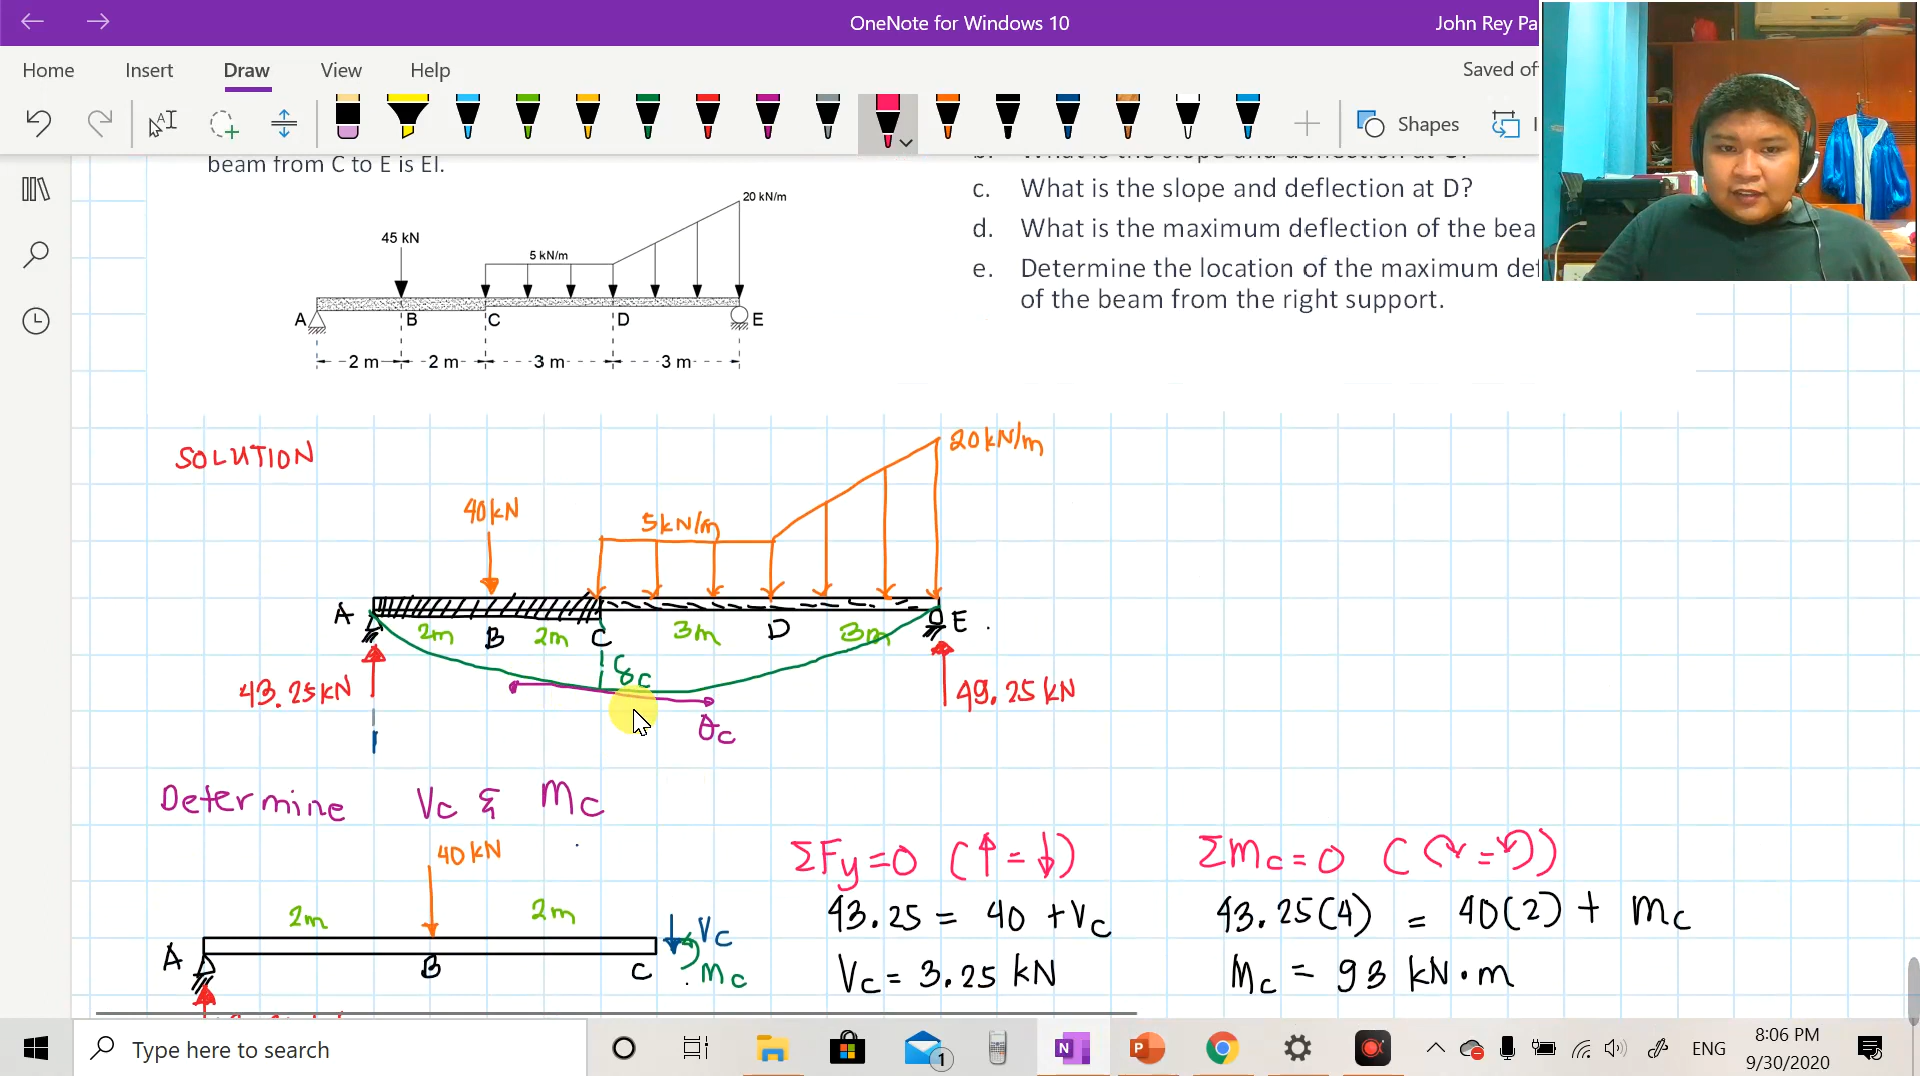 OneNote for Windows 10
John Rey Pa
Home Insert Draw View Help
Saved of
Shapes
beam from C to E is EI.
c. What is the slope and deflection at D?
d. What is the maximum deflection of the bea
e. Determine the location of the maximum de
of the beam from the right support.
20 kN/m
45 kN
5 kN/m
A B C D E
2 m 2 m 3 m 3 m
SOLUTION
20kN/m
40kN
5kN/m
A 2m B 2m C 3m D 3m E
δc
43.25kN
49.25 kN
θc
Determine Vc & Mc
40kN
2m 2m
A B C
Vc
Mc
ΣFy=0 (↑=↓)
43.25 = 40 +Vc
Vc = 3.25 kN
ΣMc=0
43.25(4) = 40(2) + Mc
Mc = 93 kN·m
Type here to search
1
ENG
8:06 PM
9/30/2020